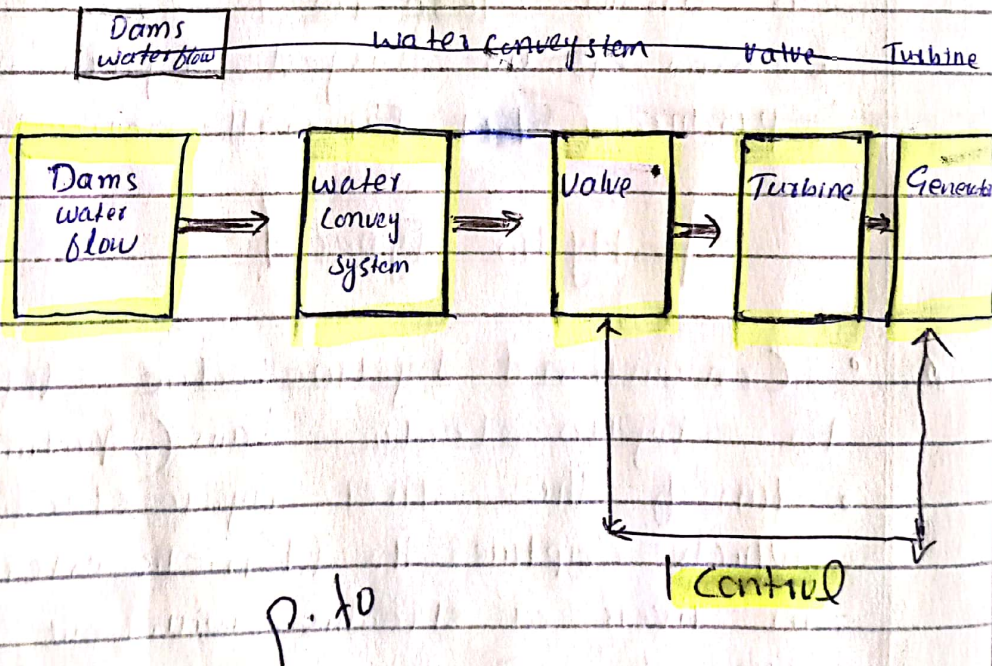 Dams
waterflow
water conveystem valve Turbine
Dams
water
flow
water
convey
system
Valve
Turbine
Generat
Control
p. to